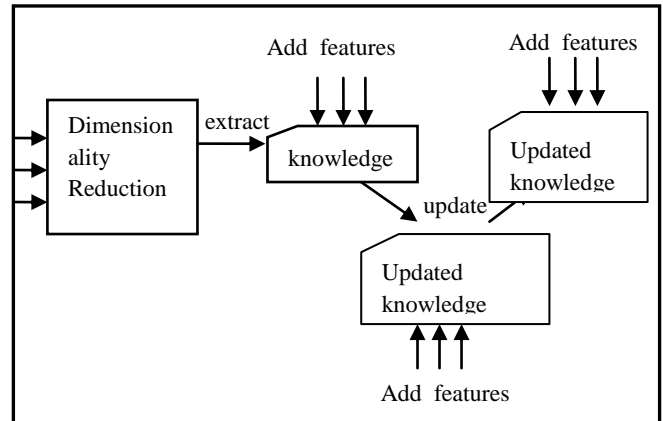 Add features
Add features
Dimension
ality
Reduction
extract
knowledge
Updated
knowledge
update
Updated
knowledge
Add features